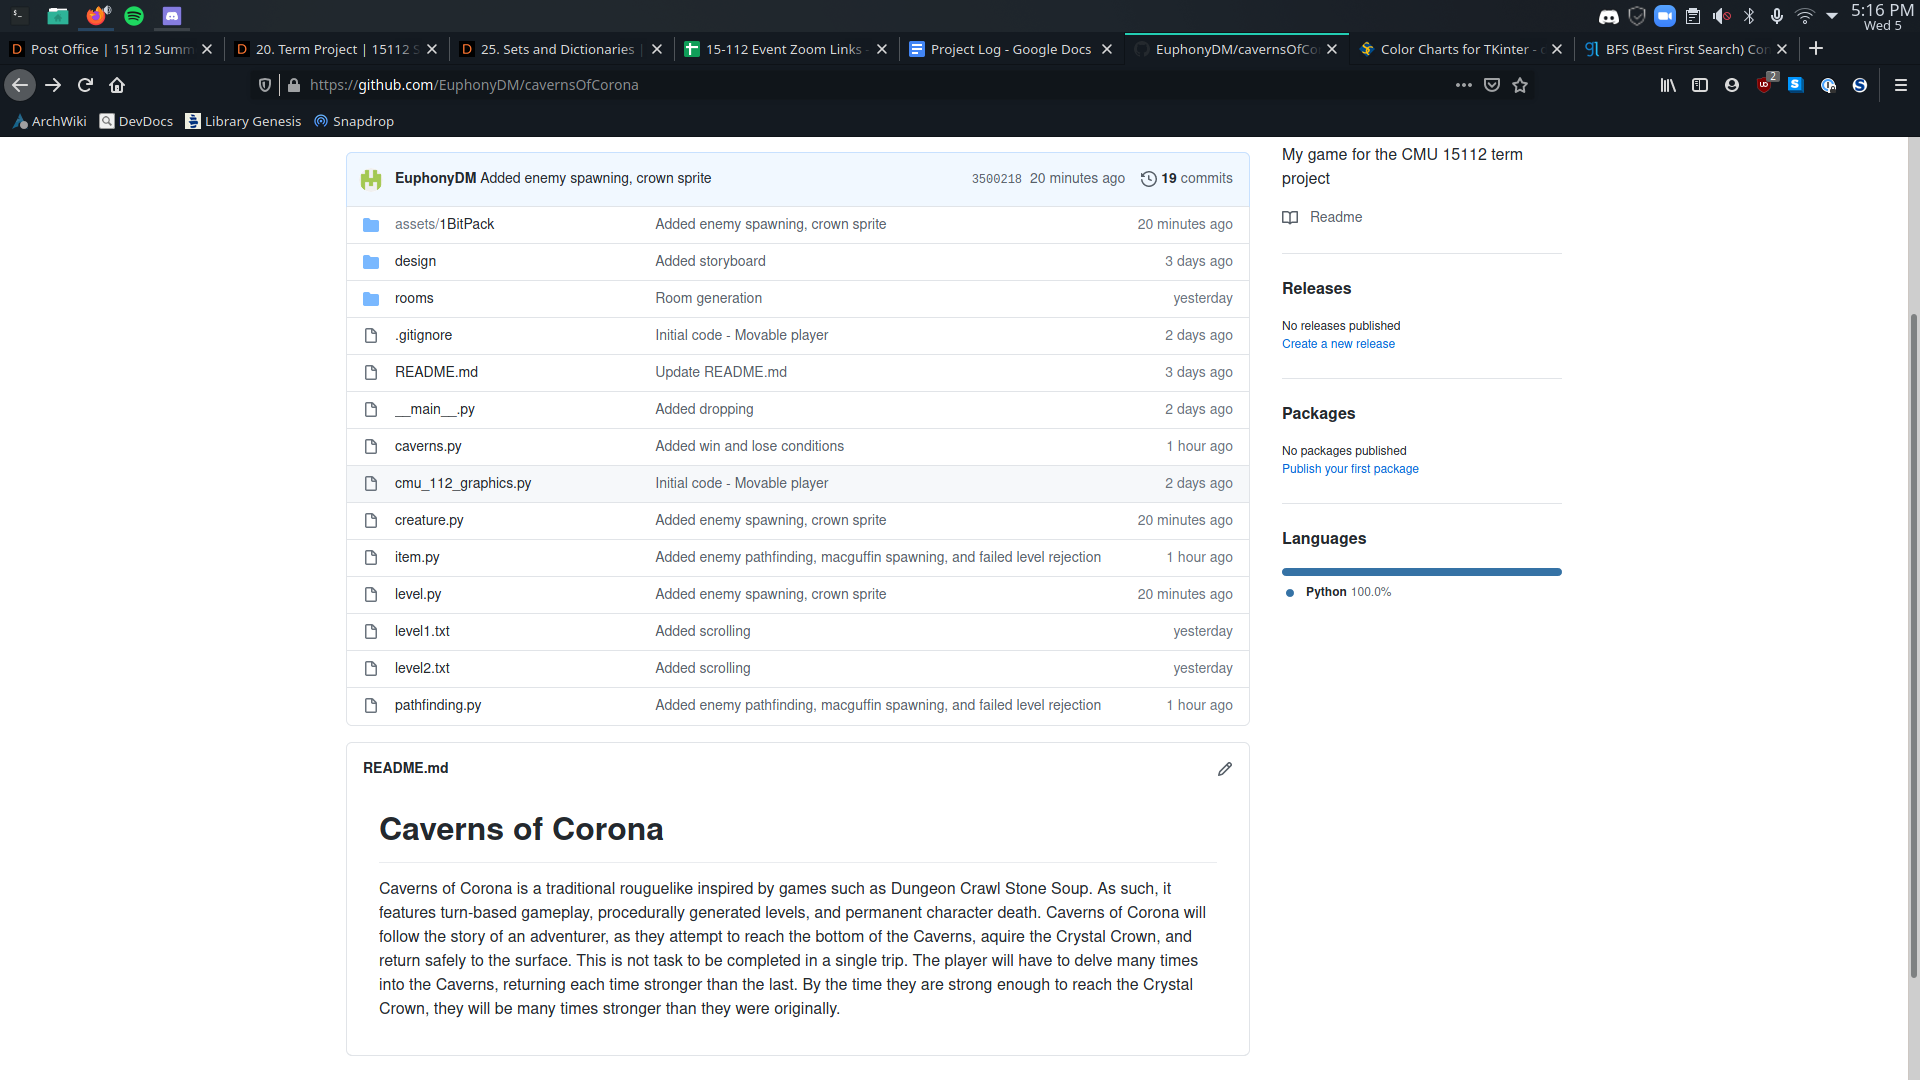 5:16 PM
Wed 5
Post Office | 15112 Summ
20. Term Project | 15112 S
25. Sets and Dictionaries |
15-112 Event Zoom Links -
Project Log - Google Docs
EuphonyDM/cavernsOfCo
Color Charts for TKinter -
BFS (Best First Search) Co
https://github.com/EuphonyDM/cavernsOfCorona
2
ArchWiki DevDocs Library Genesis Snapdrop
EuphonyDM Added enemy spawning, crown sprite 3500218 20 minutes ago 19 commits
assets/1BitPack Added enemy spawning, crown sprite 20 minutes ago
design Added storyboard 3 days ago
rooms Room generation yesterday
.gitignore Initial code - Movable player 2 days ago
README.md Update README.md 3 days ago
__main__.py Added dropping 2 days ago
caverns.py Added win and lose conditions 1 hour ago
cmu_112_graphics.py Initial code - Movable player 2 days ago
creature.py Added enemy spawning, crown sprite 20 minutes ago
item.py Added enemy pathfinding, macguffin spawning, and failed level rejection 1 hour ago
level.py Added enemy spawning, crown sprite 20 minutes ago
level1.txt Added scrolling yesterday
level2.txt Added scrolling yesterday
pathfinding.py Added enemy pathfinding, macguffin spawning, and failed level rejection 1 hour ago
README.md
Caverns of Corona
Caverns of Corona is a traditional rouguelike inspired by games such as Dungeon Crawl Stone Soup. As such, it
features turn-based gameplay, procedurally generated levels, and permanent character death. Caverns of Corona will
follow the story of an adventurer, as they attempt to reach the bottom of the Caverns, aquire the Crystal Crown, and
return safely to the surface. This is not task to be completed in a single trip. The player will have to delve many times
into the Caverns, returning each time stronger than the last. By the time they are strong enough to reach the Crystal
Crown, they will be many times stronger than they were originally.
My game for the CMU 15112 term
project
Readme
Releases
No releases published
Create a new release
Packages
No packages published
Publish your first package
Languages
Python 100.0%